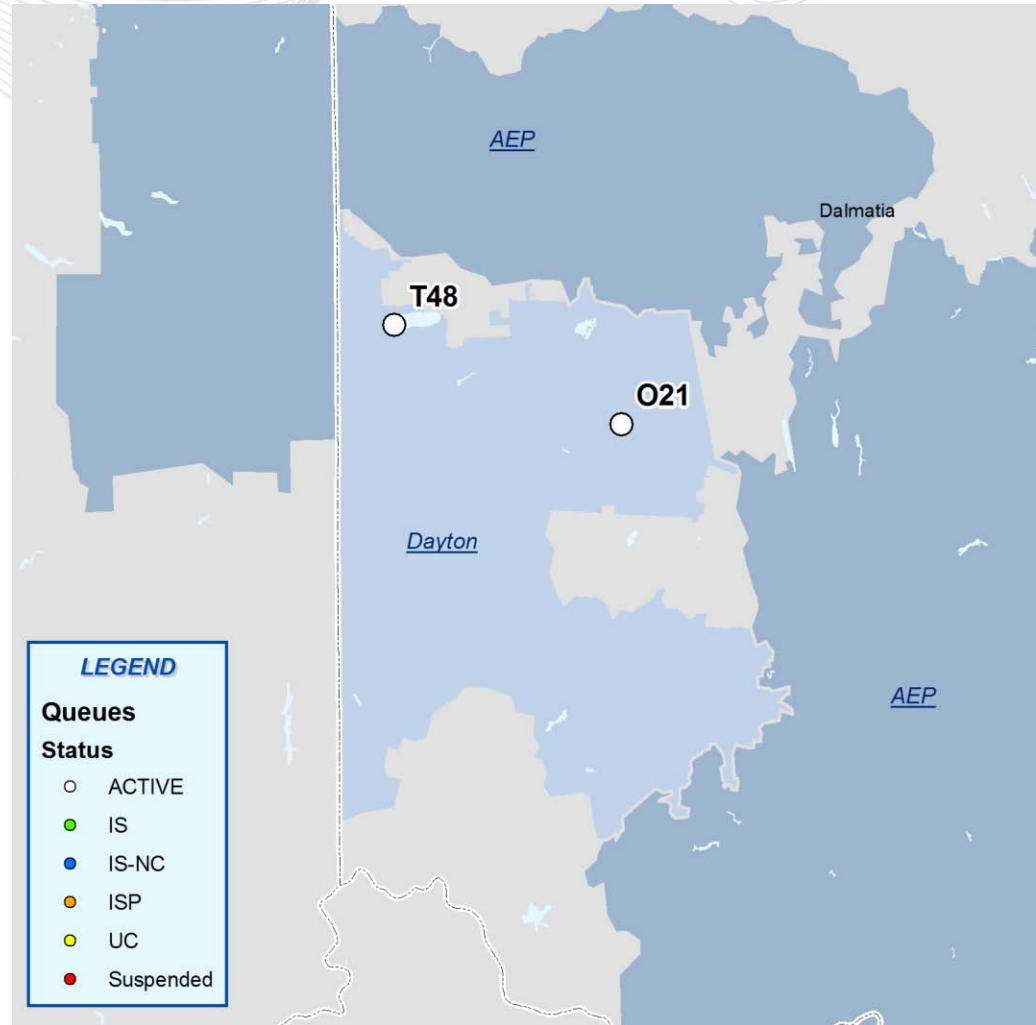 AEP
Dalmatia
T48
O21
Dayton
AEP
LEGEND
Queues
Status
ACTIVE
IS
IS-NC
ISP
UC
Suspended